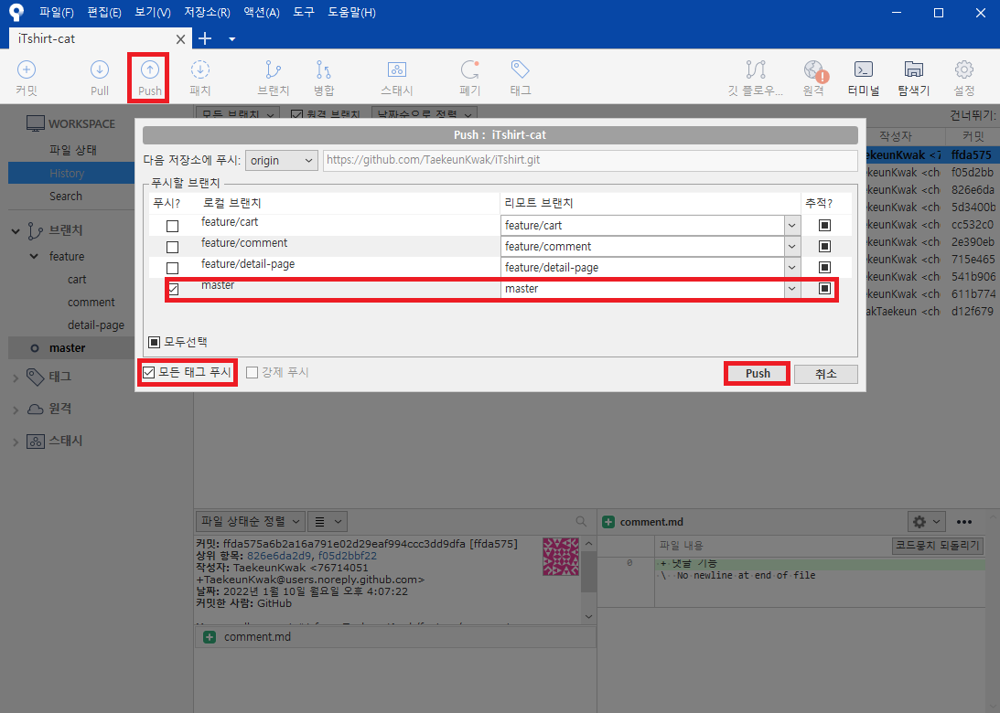 파일(F) 편집(E) 보기(V) 저장소(R) 액션(A) 도구 도움말(H)
iTshirt-cat
커밋 Pull Push 패치 브랜치 병합 스태시 폐기 태그 깃 플로우... 원격 터미널 탐색기 설정
모든 브랜치 원격 브랜치 날짜순으로 정렬 건너뛰기:
작성자 커밋
WORKSPACE
파일 상태
History
Search
브랜치
feature
cart
comment
detail-page
master
태그
원격
스태시
Push : iTshirt-cat
다음 저장소에 푸시: origin https://github.com/TaekeunKwak/iTshirt.git
푸시할 브랜치
푸시? 로컬 브랜치 리모트 브랜치 추적?
feature/cart feature/cart
feature/comment feature/comment
feature/detail-page feature/detail-page
master master
모두선택
모든 태그 푸시 강제 푸시 Push 취소
ekeunKwak <7 ffda575
ekeunKwak <ch f05d2bb
ekeunKwak <ch 826e6da
ekeunKwak <ch 5d3400b
ekeunKwak <ch cc532c0
ekeunKwak <ch 2e390eb
ekeunKwak <ch 715e465
ekeunKwak <ch 541b906
ekeunKwak <ch 611b774
akTaekeun <ch d12f679
파일 상태순 정렬
커밋: ffda575a6b2a16a791e02d29eaf994ccc3dd9dfa [ffda575]
상위 항목: 826e6da2d9, f05d2bbf22
작성자: TaekeunKwak <76714051
+TaekeunKwak@users.noreply.github.com>
날짜: 2022년 1월 10일 월요일 오후 4:07:22
커밋한 사람: GitHub
comment.md
comment.md
파일 내용 코드뭉치 되돌리기
0 + 댓글 기능
\ No newline at end of file